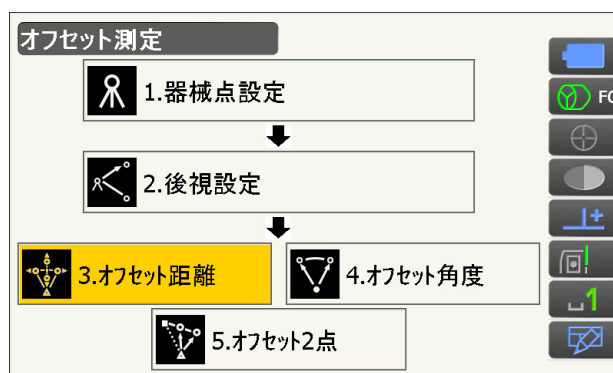 オフセット測定
1.器械点設定
2.後視設定
3.オフセット距離
4.オフセット角度
5.オフセット2点
FC
+
!
1